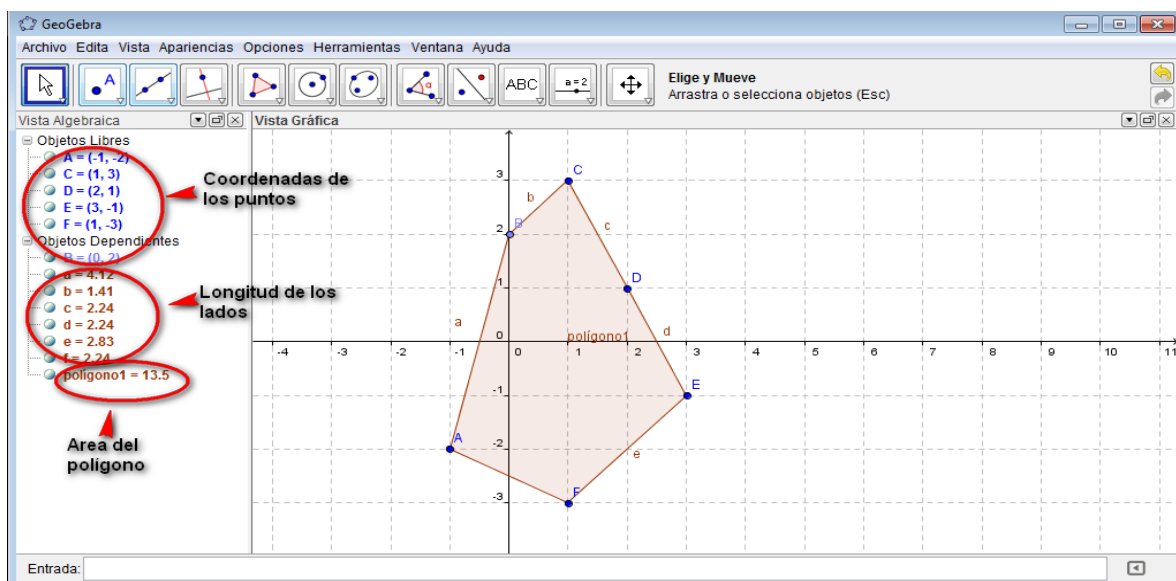 GeoGebra
Archivo Edita Vista Apariencias Opciones Herramientas Ventana Ayuda
A
α
ABC
a=2
Elige y Mueve
Arrastra o selecciona objetos (Esc)
Vista Algebraica
Objetos Libres
A = (-1, -2)
C = (1, 3)
D = (2, 1)
E = (3, -1)
F = (1, -3)
Objetos Dependientes
B = (0, 2)
a = 4.12
b = 1.41
c = 2.24
d = 2.24
e = 2.83
f = 2.24
polígono1 = 13.5
Coordenadas de
los puntos
Longitud de los
lados
Area del
polígono
Vista Gráfica
3
C
b
B
2
c
D
1
a
0
polígono1
d
-4 -3 -2 -1 0 1 2 3 4 5 6 7 8 9 10 11
E
-1
A
-2
e
F
-3
Entrada: